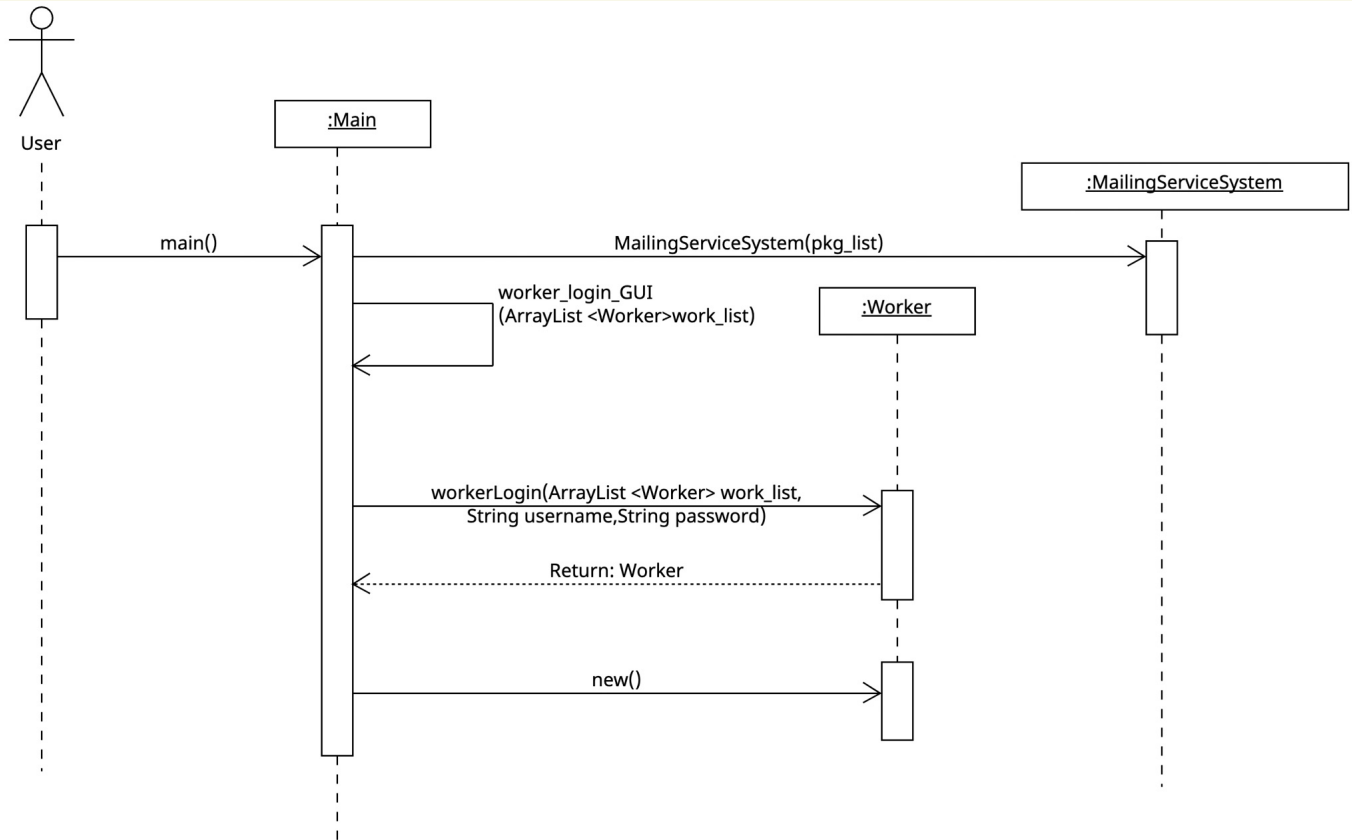 User
:Main
:MailingServiceSystem
main()
MailingServiceSystem(pkg_list)
worker_login_GUI
(ArrayList <Worker>work_list)
:Worker
workerLogin(ArrayList <Worker> work_list,
String username,String password)
Return: Worker
new()